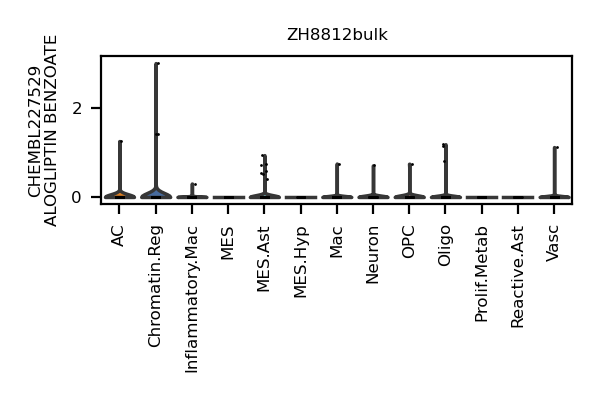 ZH8812bulk
CHEMBL227529
ALOGLIPTIN BENZOATE
2
0
AC
Chromatin.Reg
Inflammatory.Mac
MES
MES.Ast
MES.Hyp
Mac
Neuron
OPC
Oligo
Prolif.Metab
Reactive.Ast
Vasc